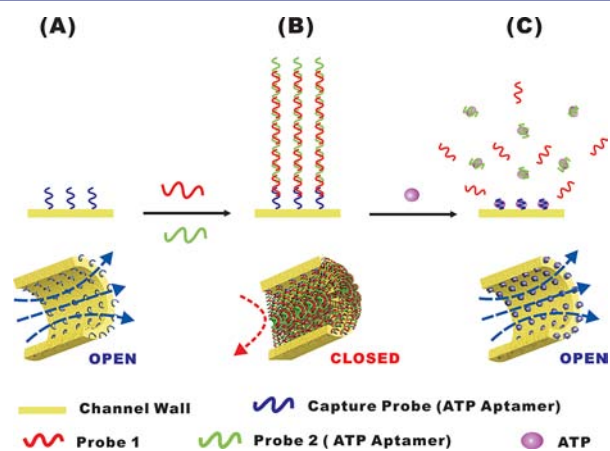 (A) (B) (C)
OPEN CLOSED OPEN
Channel Wall Capture Probe (ATP Aptamer)
Probe 1 Probe 2 ( ATP Aptamer) ATP